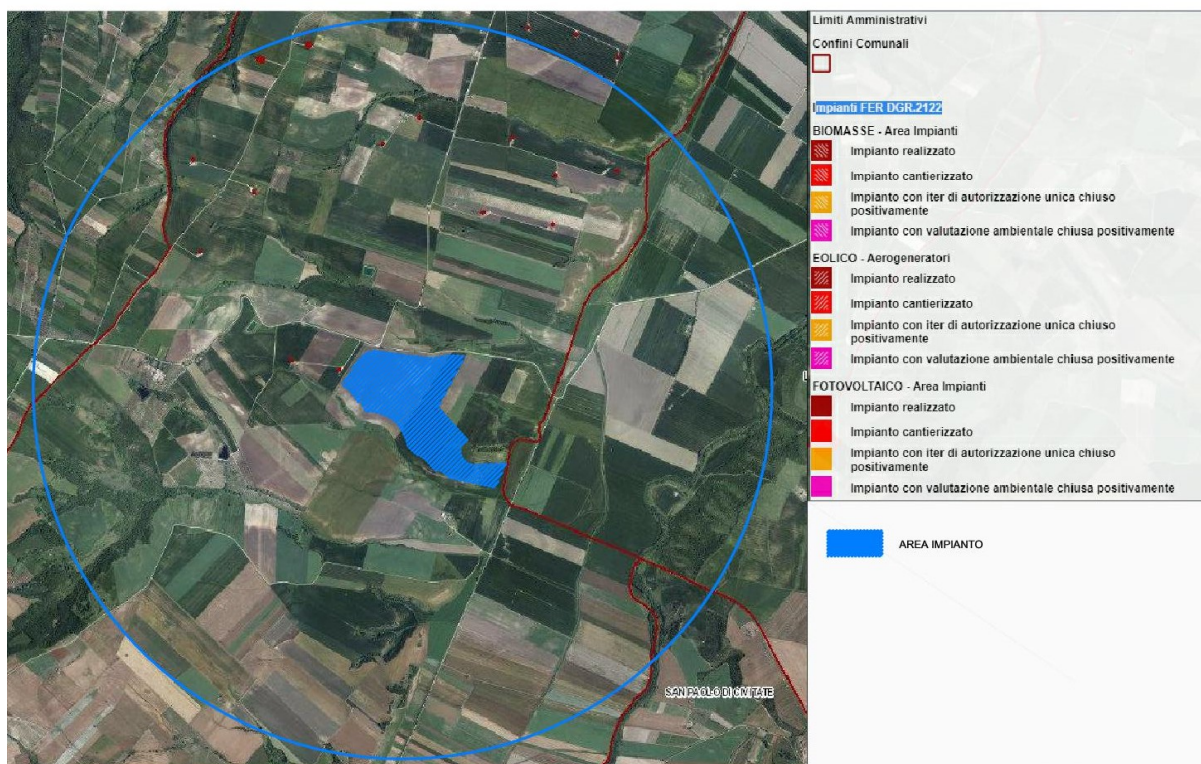 Limiti Amministrativi
Confini Comunali
Impianti FER DGR.2122
BIOMASSE - Area Impianti
Impianto realizzato
Impianto cantierizzato
Impianto con iter di autorizzazione unica chiuso
positivamente
Impianto con valutazione ambientale chiusa positivamente
EOLICO - Aerogeneratori
Impianto realizzato
Impianto cantierizzato
Impianto con iter di autorizzazione unica chiuso
positivamente
Impianto con valutazione ambientale chiusa positivamente
FOTOVOLTAICO - Area Impianti
Impianto realizzato
Impianto cantierizzato
Impianto con iter di autorizzazione unica chiuso
positivamente
Impianto con valutazione ambientale chiusa positivamente
AREA IMPIANTO
SAN PAOLO DI CIVITATE